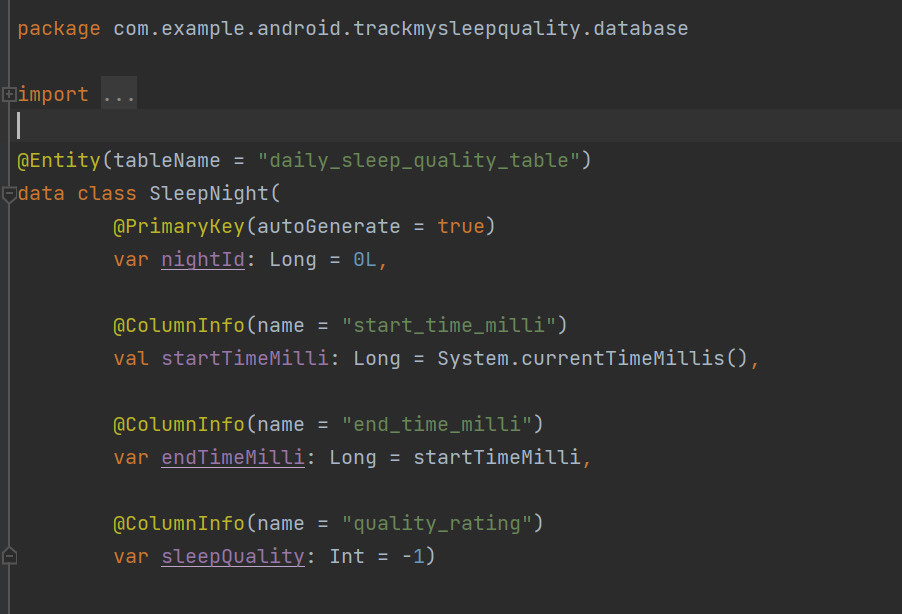 package com.example.android.trackmysleepquality.database
import ...
@Entity(tableName = "daily_sleep_quality_table")
data class SleepNight(
@PrimaryKey(autoGenerate = true)
var nightId: Long = 0L,
@ColumnInfo(name = "start_time_milli")
val startTimeMilli: Long = System.currentTimeMillis(),
@ColumnInfo(name = "end_time_milli")
var endTimeMilli: Long = startTimeMilli,
@ColumnInfo(name = "quality_rating")
var sleepQuality: Int = -1)